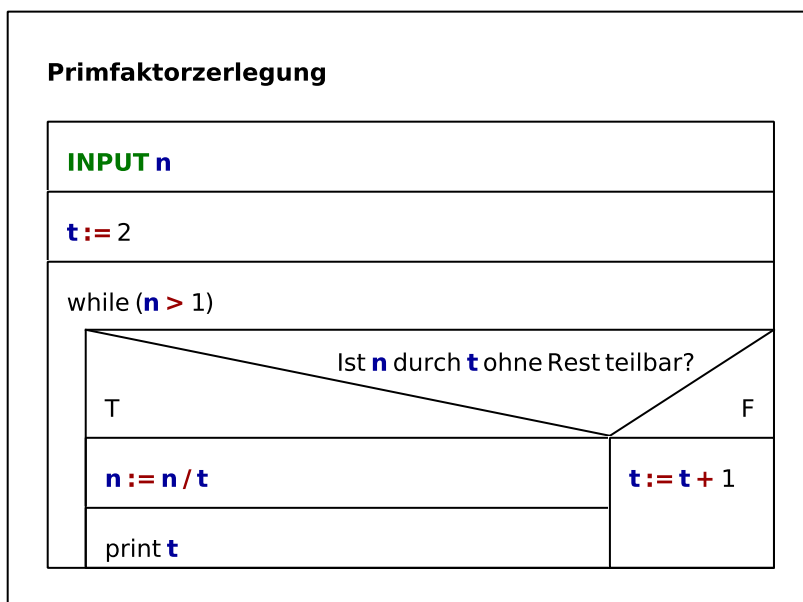 Primfaktorzerlegung
INPUT n
t := 2
while (n > 1)
Ist n durch t ohne Rest teilbar?
T
F
n := n / t
t := t + 1
print t